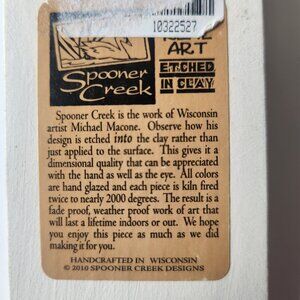 10322527
ART
Spooner
Creek
ETCHED
IN CLAY
Spooner Creek is the work of Wisconsin
artist Michael Macone. Observe how his
design is etched into the clay rather than
just applied to the surface. This gives it a
dimensional quality that can be appreciated
with the hand as well as the eye. All colors
are hand glazed and each piece is kiln fired
twice to nearly 2000 degrees. The result is a
fade proof, weather proof work of art that
will last a lifetime indoors or out. We hope
you enjoy this piece as much as we did
making it for you.
HANDCRAFTED IN WISCONSIN
© 2010 SPOONER CREEK DESIGNS